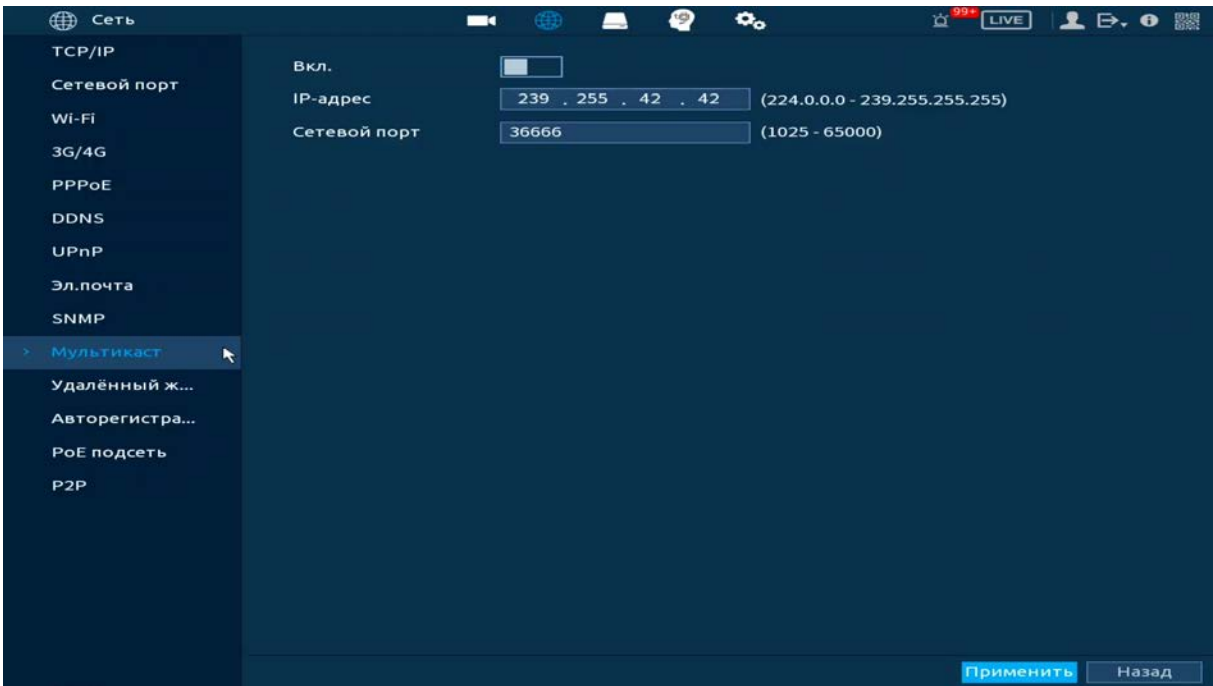 Сеть
99+
LIVE
TCP/IP
Сетевой порт
Wi-Fi
3G/4G
PPPoE
DDNS
UPnP
Эл.почта
SNMP
Мультикаст
Удалённый ж...
Авторегистра...
PoE подсеть
P2P
Вкл.
IP-адрес 239 . 255 . 42 . 42 (224.0.0.0 - 239.255.255.255)
Сетевой порт 36666 (1025 - 65000)
Применить Назад